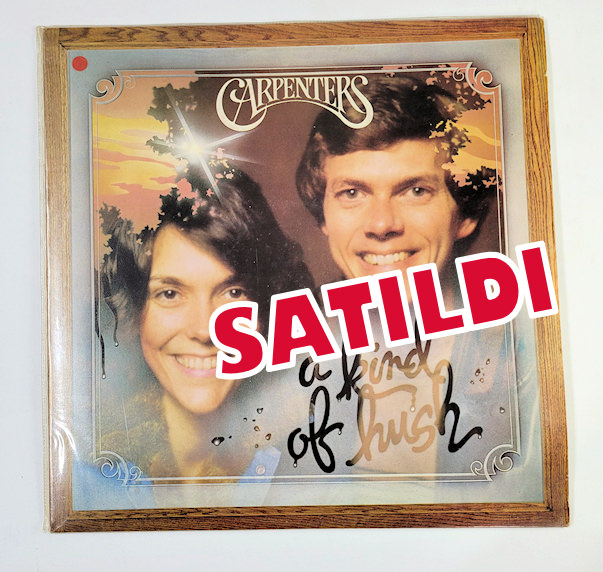 CARPENTERS
SATILDI
a kind
of hush